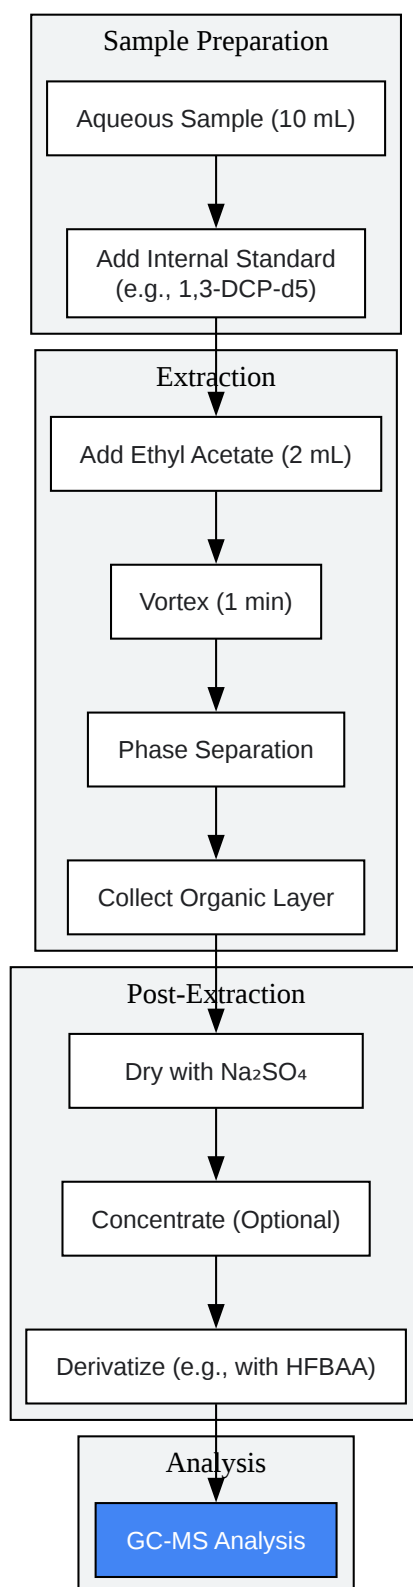 Sample Preparation
Aqueous Sample (10 mL)
Add Internal Standard
(e.g., 1,3-DCP-d5)
Extraction
Add Ethyl Acetate (2 mL)
Vortex (1 min)
Phase Separation
Collect Organic Layer
Post-Extraction
Dry with Na₂SO₄
Concentrate (Optional)
Derivatize (e.g., with HFBAA)
Analysis
GC-MS Analysis